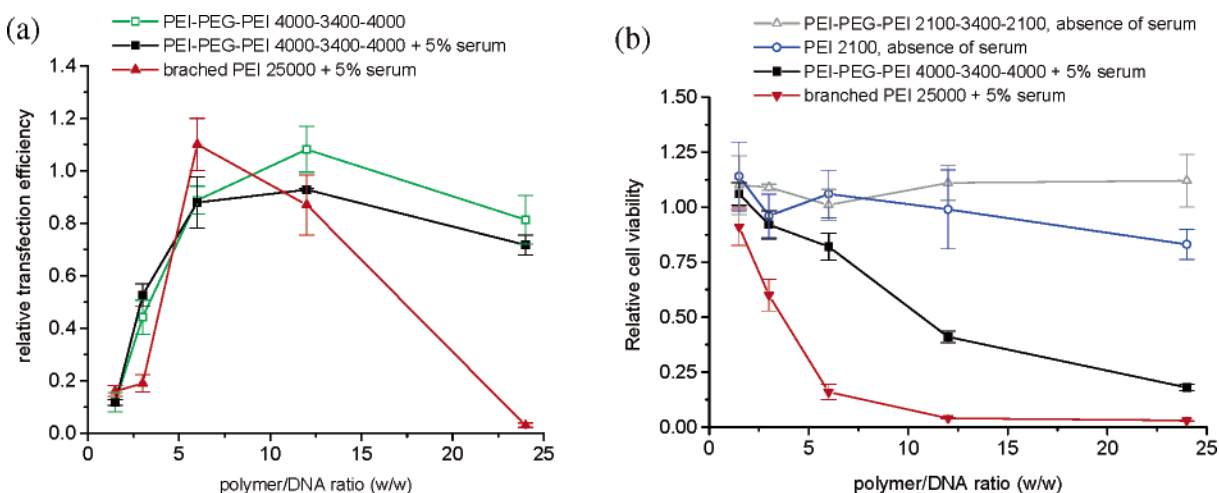 (a)
PEI-PEG-PEI 4000-3400-4000
PEI-PEG-PEI 4000-3400-4000 + 5% serum
brached PEI 25000 + 5% serum
relative transfection efficiency
1.4
1.2
1.0
0.8
0.6
0.4
0.2
0.0
0 5 10 15 20 25
polymer/DNA ratio (w/w)
(b)
PEI-PEG-PEI 2100-3400-2100, absence of serum
PEI 2100, absence of serum
PEI-PEG-PEI 4000-3400-4000 + 5% serum
branched PEI 25000 + 5% serum
Relative cell viability
1.50
1.25
1.00
0.75
0.50
0.25
0.00
0 5 10 15 20 25
polymer/DNA ratio (w/w)